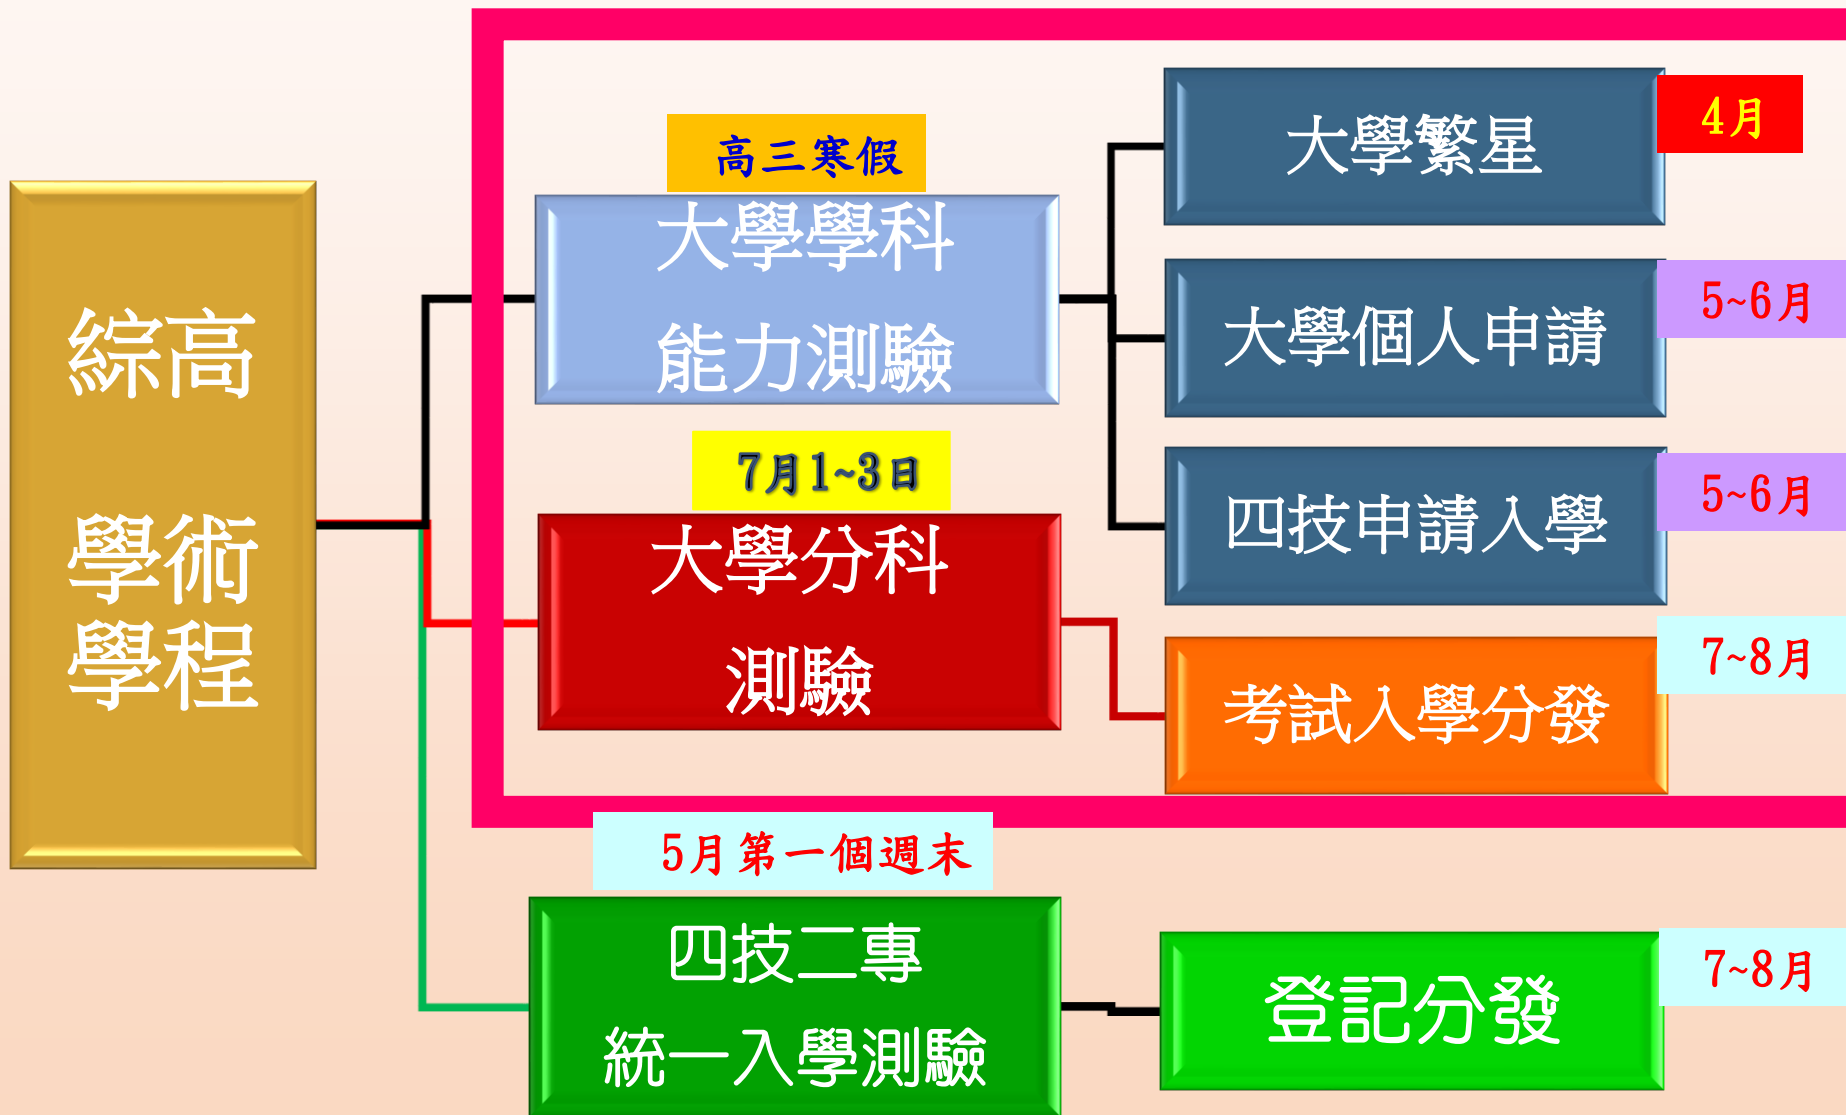 綜高
學術
學程
高三寒假
大學學科
能力測驗
大學繁星
4月
大學個人申請
5~6月
四技申請入學
5~6月
7月1~3日
大學分科
測驗
考試入學分發
7~8月
5月第一個週末
四技二專
統一入學測驗
登記分發
7~8月